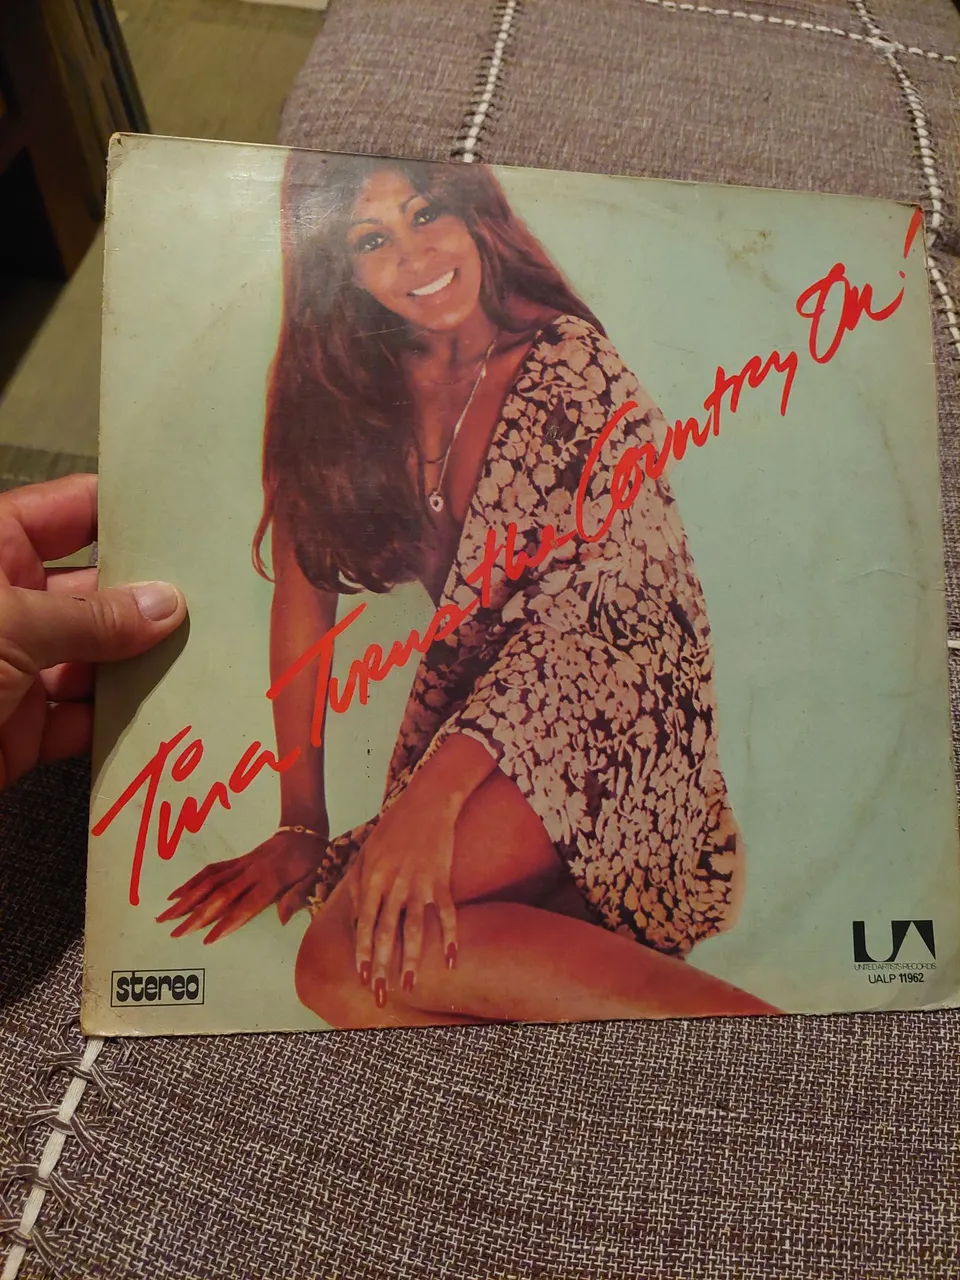 Tina Turns the Country On!
stereo
UA
UNITED ARTISTS RECORDS
UALP 11962